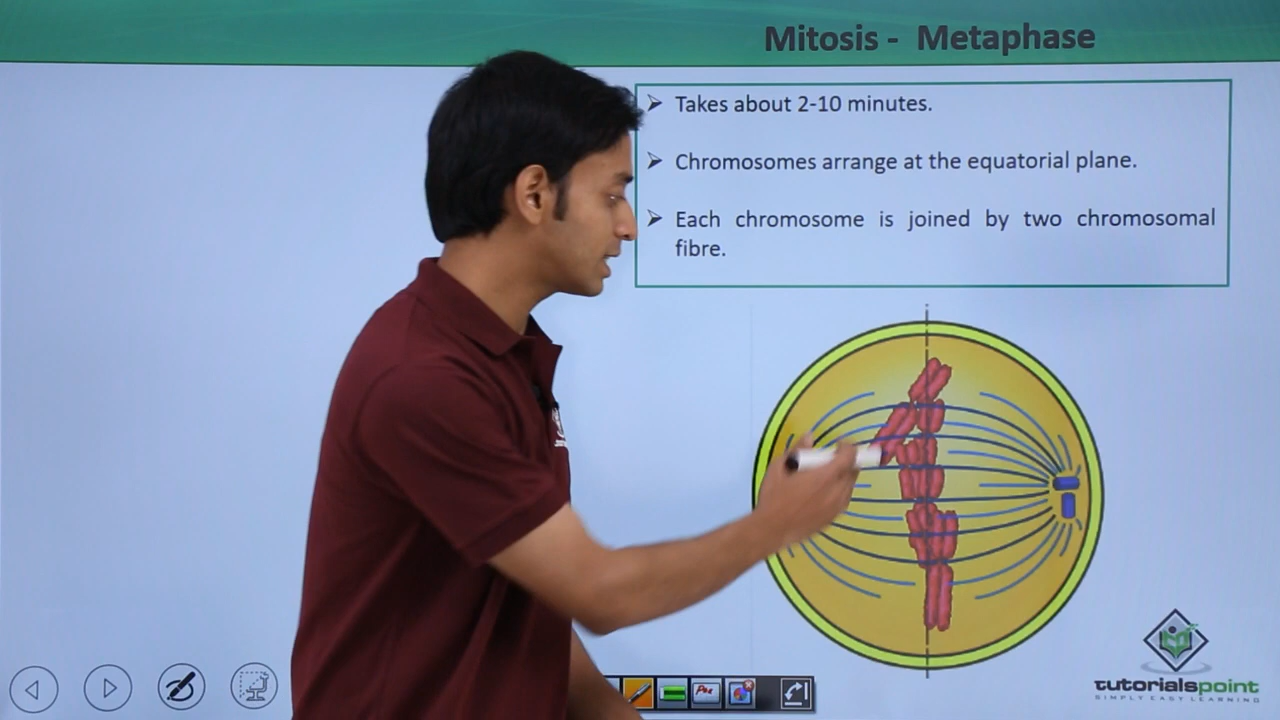 Mitosis - Metaphase
Takes about 2-10 minutes.
Chromosomes arrange at the equatorial plane.
Each chromosome is joined by two chromosomal
fibre.
tutorialspoint
SIMPLY EASY LEARNING